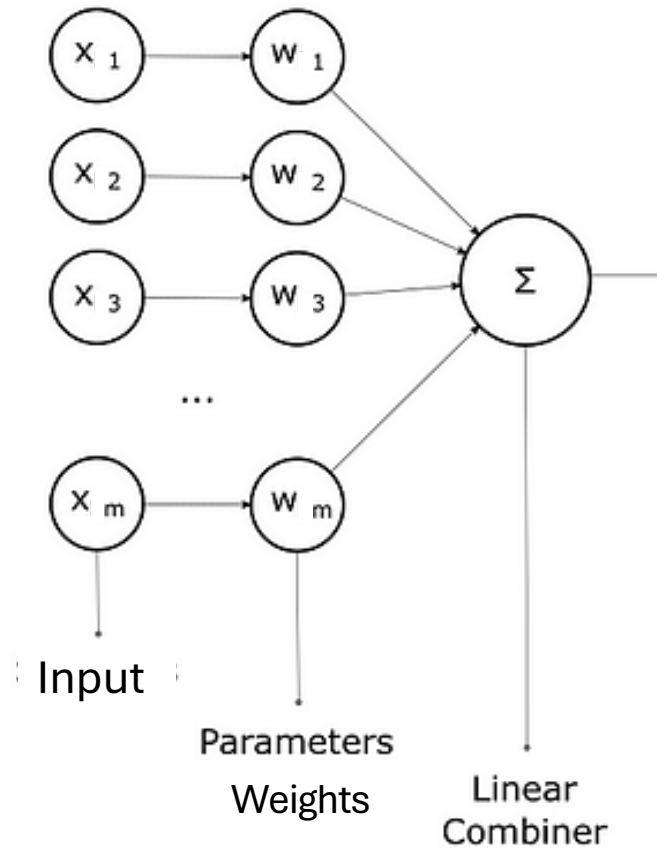 x 1 w 1
x 2 w 2
Σ
x 3 w 3
...
x m w m
Input
Parameters
Weights
Linear
Combiner